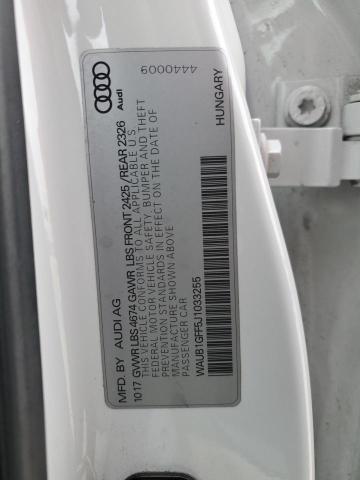 MFD. BY AUDI AG
10 17 GVWR LBS 4674 GAWR LBS FRONT 2425 / REAR 2326
THIS VEHICLE CONFORMS TO ALL APPLICABLE U.S.
FEDERAL MOTOR VEHICLE SAFETY, BUMPER AND THEFT
PREVENTION STANDARDS IN EFFECT ON THE DATE OF
MANUFACTURE SHOWN ABOVE
PASSENGER CAR
WAUB1GFF5J1033255
HUNGARY
Audi
4440009